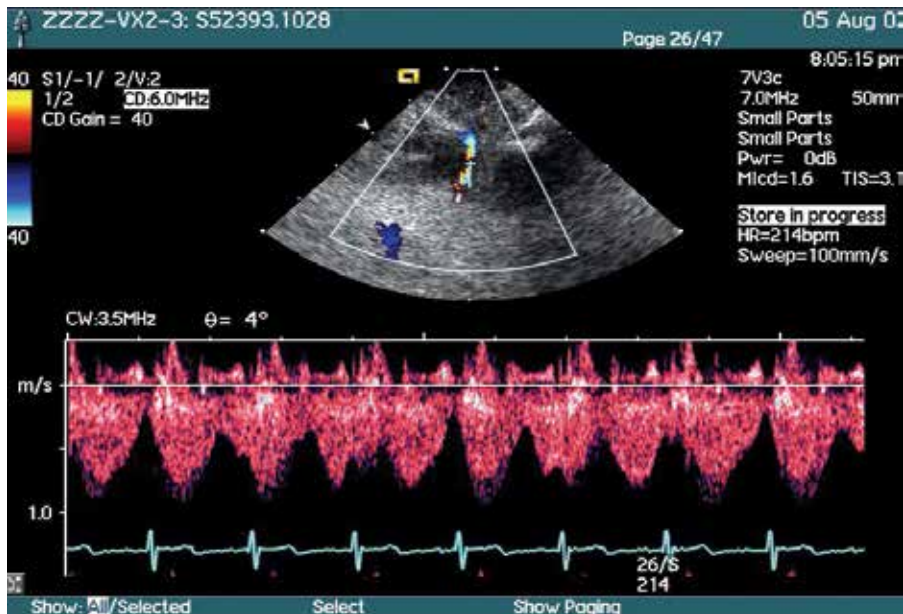 ZZZZ-VX2-3: S52393.1028
05 Aug 02
Page 26/47
8:05:15 pm
40 S1/-1/ 2/V:2
1/2 CD:6.0MHz
CD Gain = 40
40
7V3c
7.0MHz 50mm
Small Parts
Small Parts
Pwr= 0dB
MIcd=1.6 TIS=3.1
Store in progress
HR=214bpm
Sweep=100mm/s
CW:3.5MHz θ= 4°
m/s
1.0
26/S
214
Show: All/Selected Select Show Paging